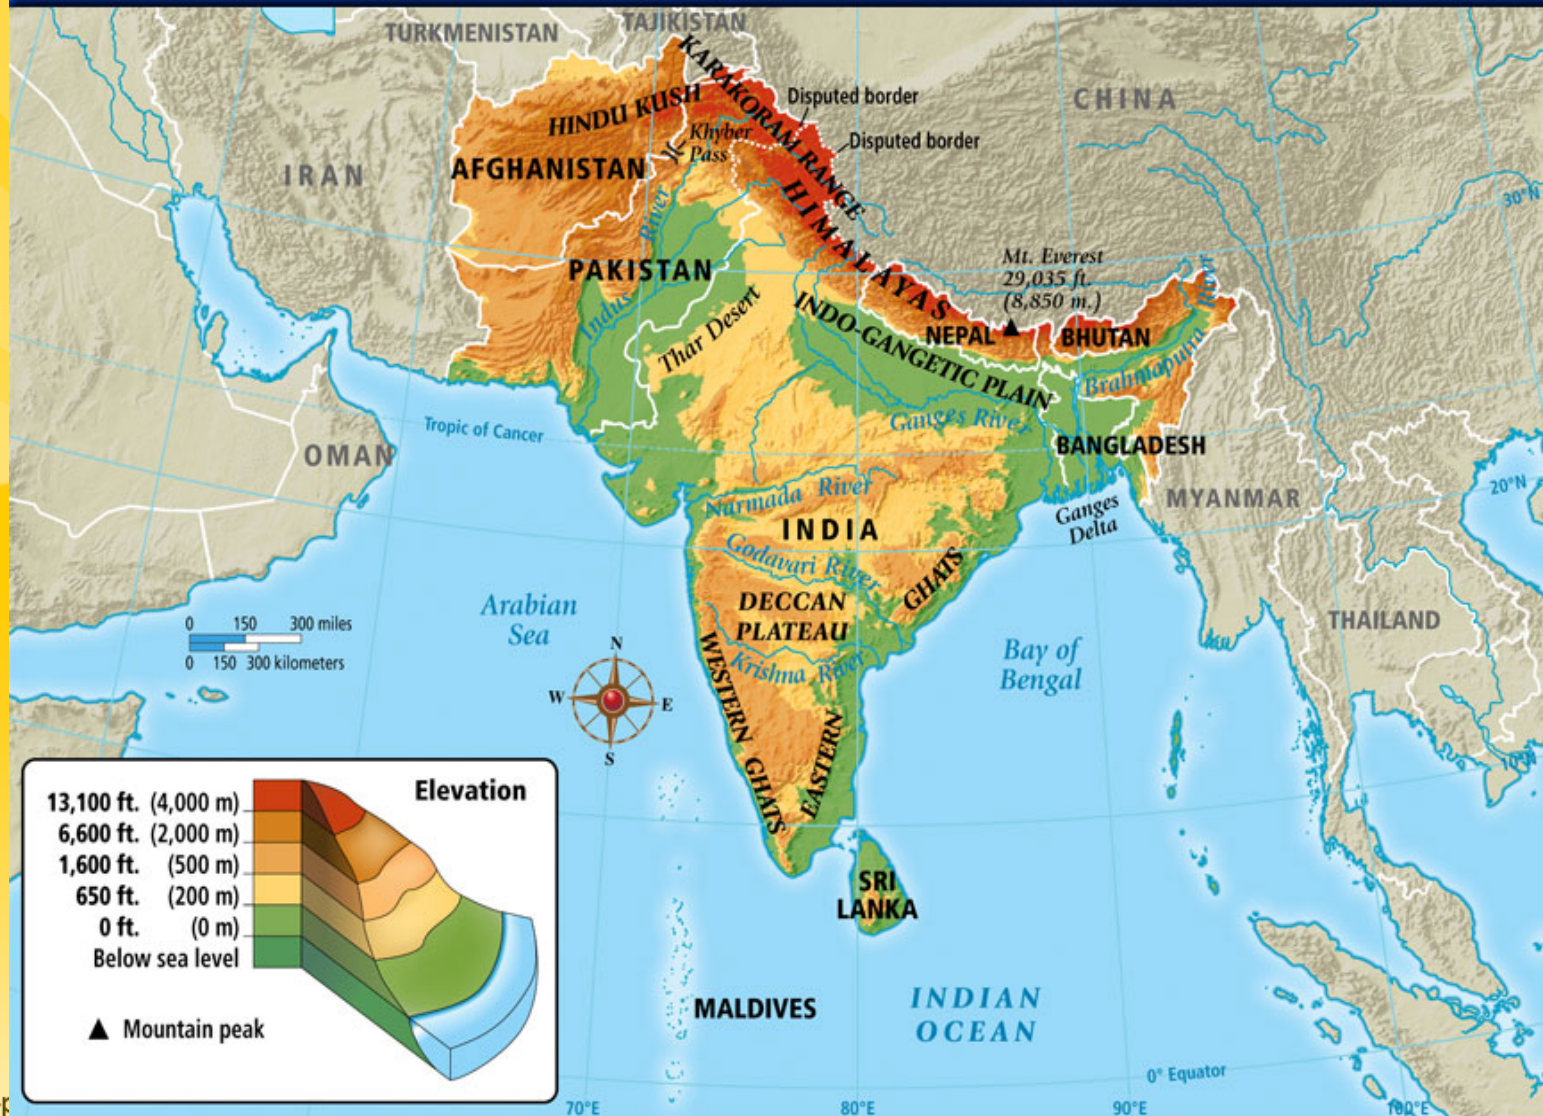 TURKMENISTAN
TAJIKISTAN
KARAKORAM RANGE
HINDU KUSH
Disputed border
CHINA
Khyber
Pass
Disputed border
IRAN
AFGHANISTAN
HIMALAYAS
30°N
River
Indus
PAKISTAN
Mt. Everest
29,035 ft.
(8,850 m.)
River
Brahmaputra
Thar Desert
INDO-GANGETIC PLAIN
NEPAL
BHUTAN
Tropic of Cancer
Ganges River
OMAN
BANGLADESH
Narmada River
MYANMAR
20°N
Ganges
Delta
INDIA
Godavari River
GHATS
Arabian
Sea
DECCAN
PLATEAU
THAILAND
0 150 300 miles
0 150 300 kilometers
N
W E
S
WESTERN
GHATS
Krishna River
Bay of
Bengal
EASTERN
10°N
Elevation
13,100 ft. (4,000 m)
6,600 ft. (2,000 m)
1,600 ft. (500 m)
650 ft. (200 m)
0 ft. (0 m)
Below sea level
Mountain peak
SRI
LANKA
MALDIVES
INDIAN
OCEAN
0° Equator
70°E
80°E
90°E
100°E